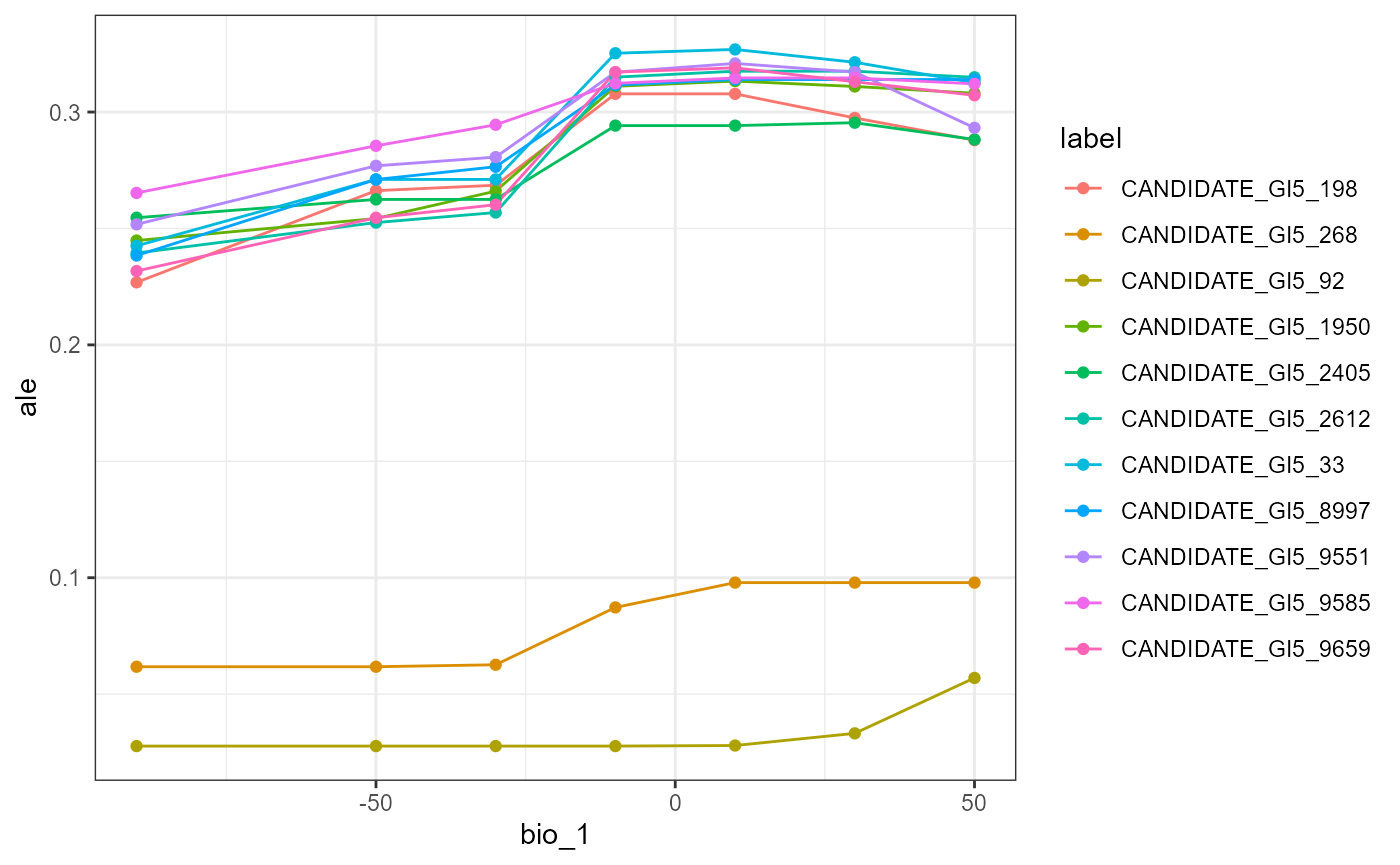 ale
0.3
0.2
0.1
-50
0
50
bio_1
label
CANDIDATE_GI5_198
CANDIDATE_GI5_268
CANDIDATE_GI5_92
CANDIDATE_GI5_1950
CANDIDATE_GI5_2405
CANDIDATE_GI5_2612
CANDIDATE_GI5_33
CANDIDATE_GI5_8997
CANDIDATE_GI5_9551
CANDIDATE_GI5_9585
CANDIDATE_GI5_9659